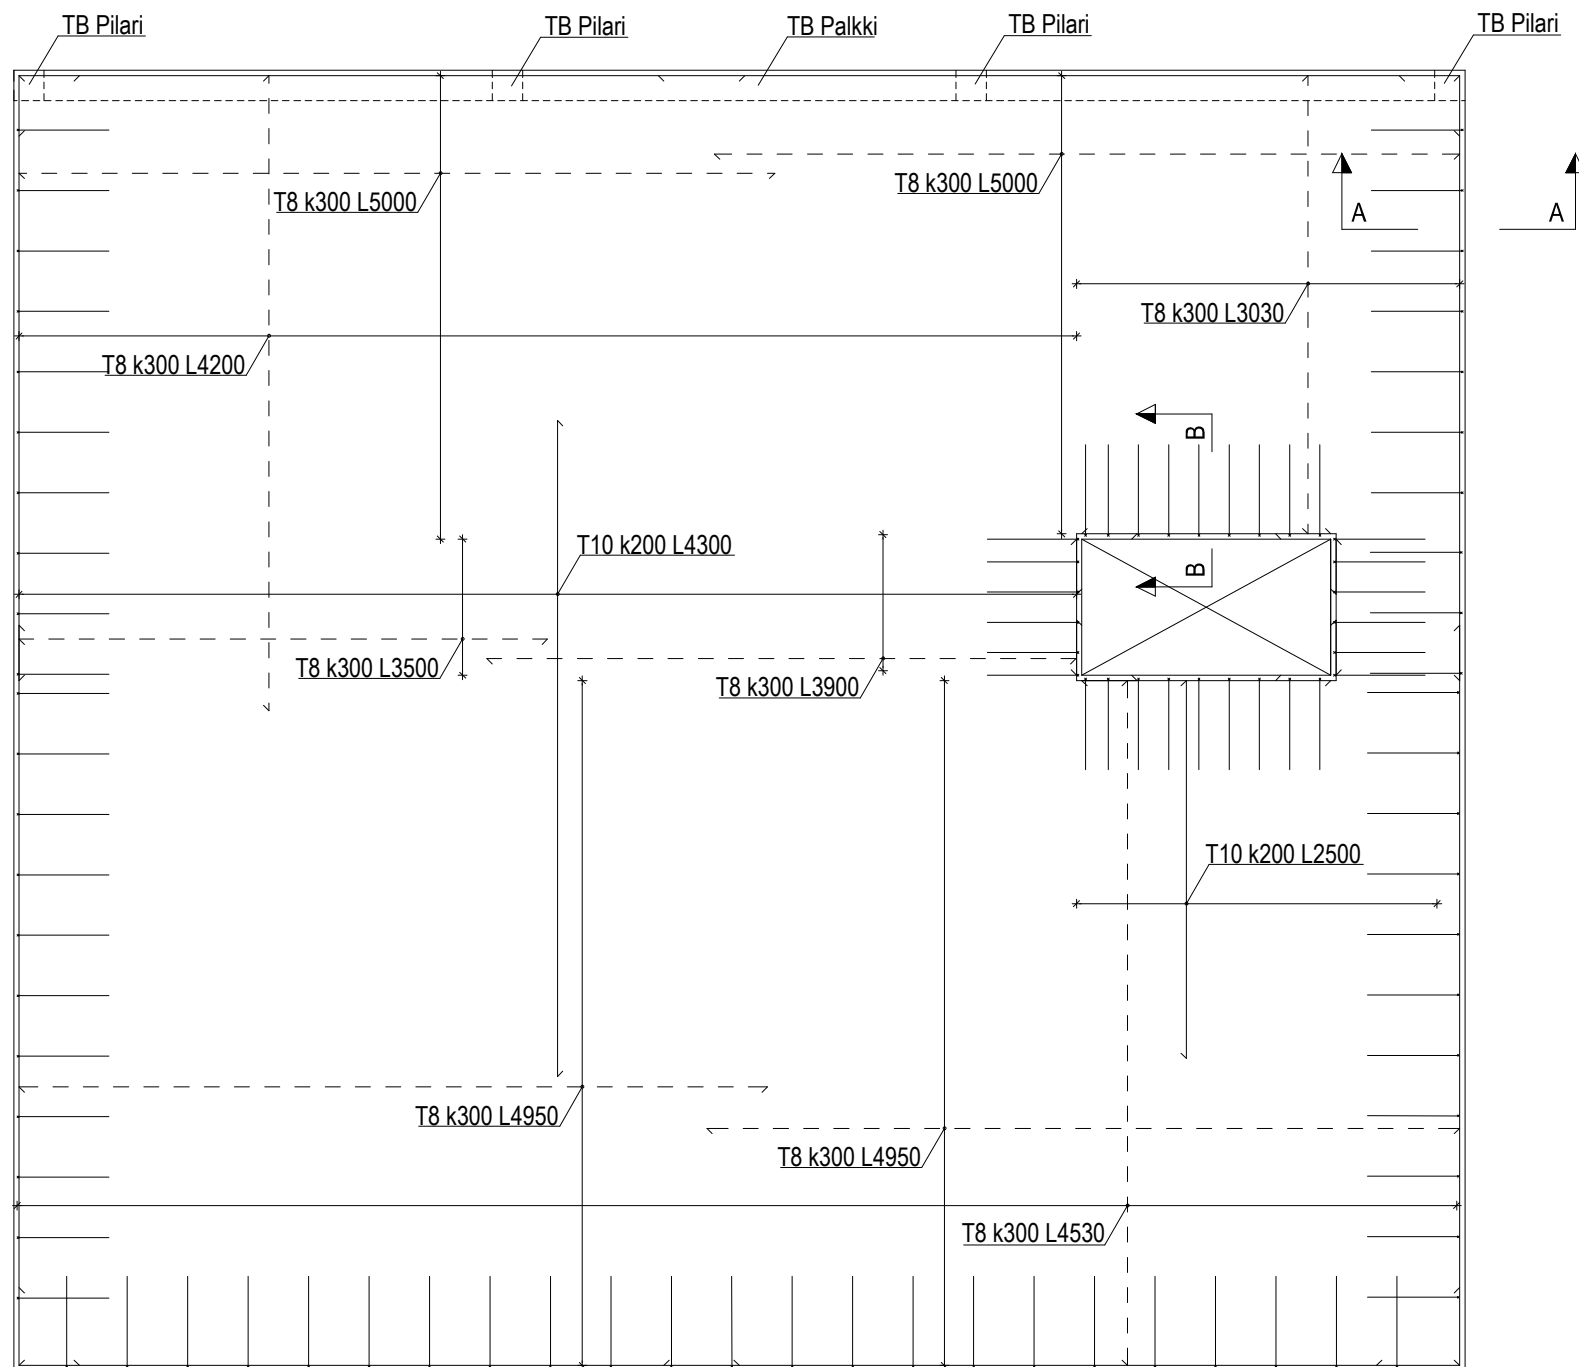 TB Pilari
TB Pilari
TB Palkki
TB Pilari
TB Pilari
T8 k300 L5000
T8 k300 L5000
A
A
T8 k300 L3030
T8 k300 L4200
B
T10 k200 L4300
B
T8 k300 L3500
T8 k300 L3900
T10 k200 L2500
T8 k300 L4950
T8 k300 L4950
T8 k300 L4530